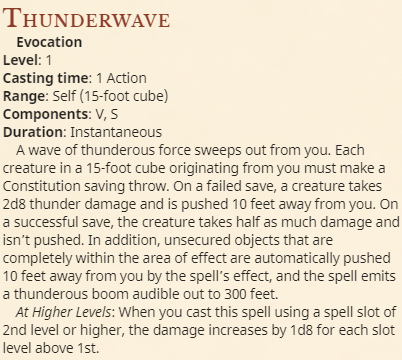 THUNDERWAVE
Evocation
Level: 1
Casting time: 1 Action
Range: Self (15-foot cube)
Components: V, S
Duration: Instantaneous
A wave of thunderous force sweeps out from you. Each
creature in a 15-foot cube originating from you must make a
Constitution saving throw. On a failed save, a creature takes
2d8 thunder damage and is pushed 10 feet away from you. On
a successful save, the creature takes half as much damage and
isn't pushed. In addition, unsecured objects that are
completely within the area of effect are automatically pushed
10 feet away from you by the spell's effect, and the spell emits
a thunderous boom audible out to 300 feet.
At Higher Levels: When you cast this spell using a spell slot of
2nd level or higher, the damage increases by 1d8 for each slot
level above 1st.